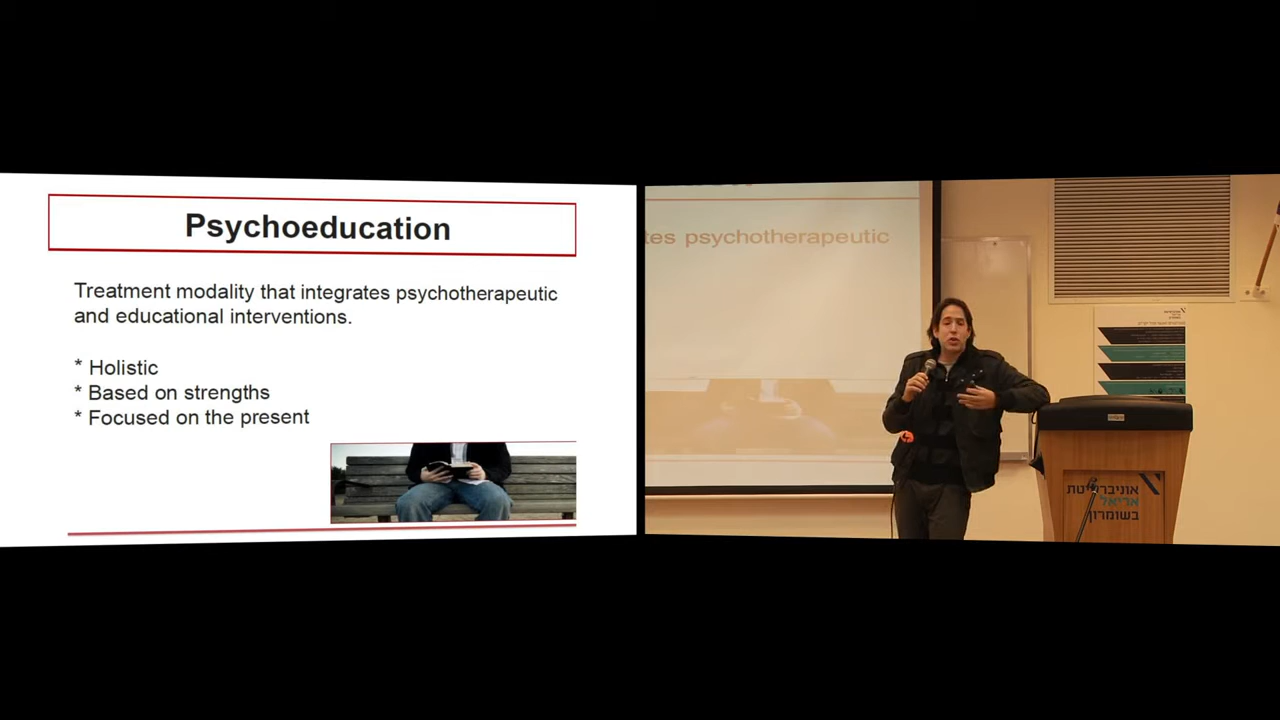 Psychoeducation
Treatment modality that integrates psychotherapeutic
and educational interventions.
* Holistic
* Based on strengths
* Focused on the present
tes psychotherapeutic
אוניברסיטת
אריאל
בשומרון